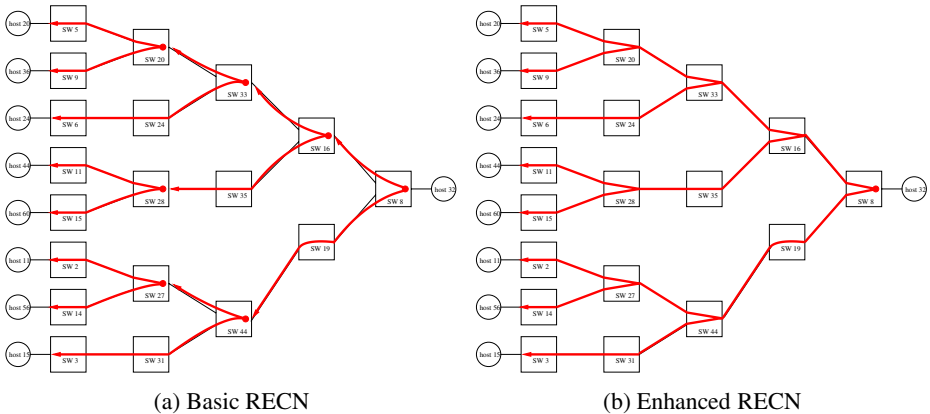 host 20
SW 5
SW 20
host 36
SW 9
SW 33
host 24
SW 6
SW 24
SW 16
host 44
SW 11
SW 28
SW 35
SW 8
host 32
host 60
SW 15
SW 19
host 11
SW 2
SW 27
host 56
SW 14
SW 44
host 15
SW 3
SW 31
(a) Basic RECN
host 20
SW 5
SW 20
host 36
SW 9
SW 33
host 24
SW 6
SW 24
SW 16
host 44
SW 11
SW 28
SW 35
SW 8
host 32
host 60
SW 15
SW 19
host 11
SW 2
SW 27
host 56
SW 14
SW 44
host 15
SW 3
SW 31
(b) Enhanced RECN